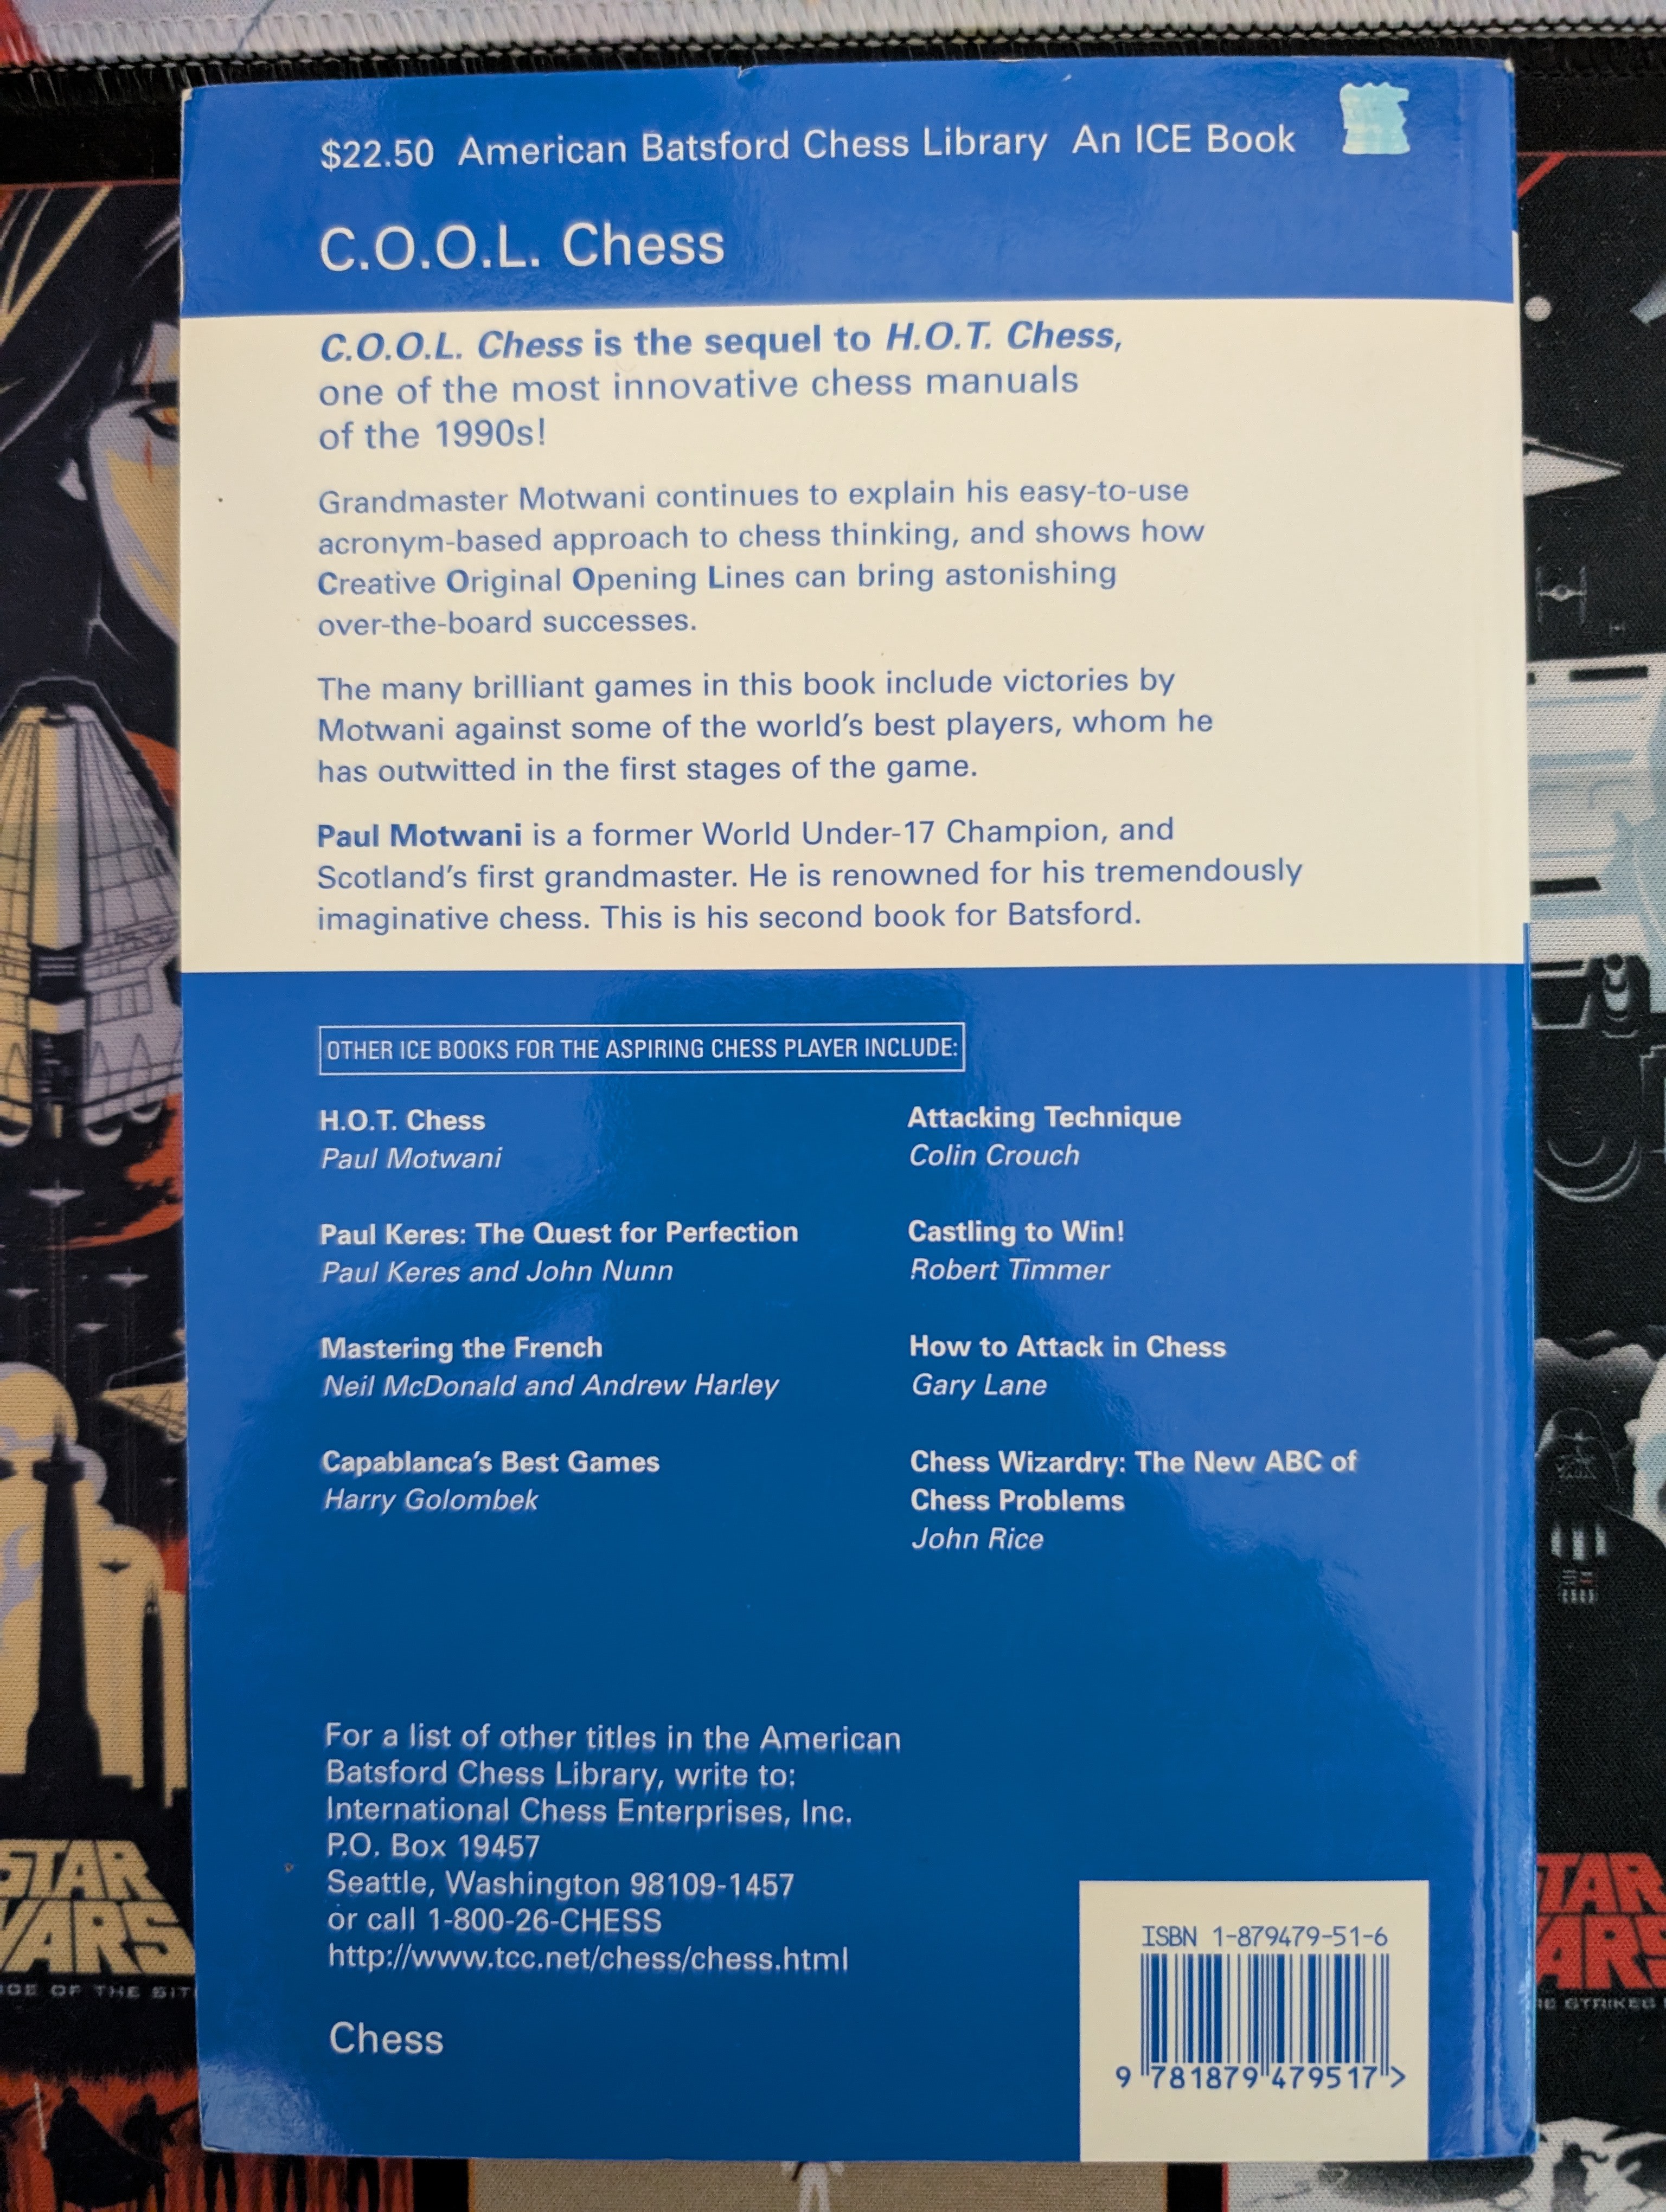 $22.50 American Batsford Chess Library An ICE Book
C.O.O.L. Chess
C.O.O.L. Chess is the sequel to H.O.T. Chess,
one of the most innovative chess manuals
of the 1990s!
Grandmaster Motwani continues to explain his easy-to-use
acronym-based approach to chess thinking, and shows how
Creative Original Opening Lines can bring astonishing
over-the-board successes.
The many brilliant games in this book include victories by
Motwani against some of the world's best players, whom he
has outwitted in the first stages of the game.
Paul Motwani is a former World Under-17 Champion, and
Scotland's first grandmaster. He is renowned for his tremendously
imaginative chess. This is his second book for Batsford.
OTHER ICE BOOKS FOR THE ASPIRING CHESS PLAYER INCLUDE:
H.O.T. Chess
Paul Motwani
Paul Keres: The Quest for Perfection
Paul Keres and John Nunn
Mastering the French
Neil McDonald and Andrew Harley
Capablanca's Best Games
Harry Golombek
Attacking Technique
Colin Crouch
Castling to Win!
Robert Timmer
How to Attack in Chess
Gary Lane
Chess Wizardry: The New ABC of
Chess Problems
John Rice
For a list of other titles in the American
Batsford Chess Library, write to:
International Chess Enterprises, Inc.
P.O. Box 19457
Seattle, Washington 98109-1457
or call 1-800-26-CHESS
http://www.tcc.net/chess/chess.html
Chess
ISBN 1-879479-51-6
9 781879 479517 >
STAR
WARS
OF THE
STRIKES